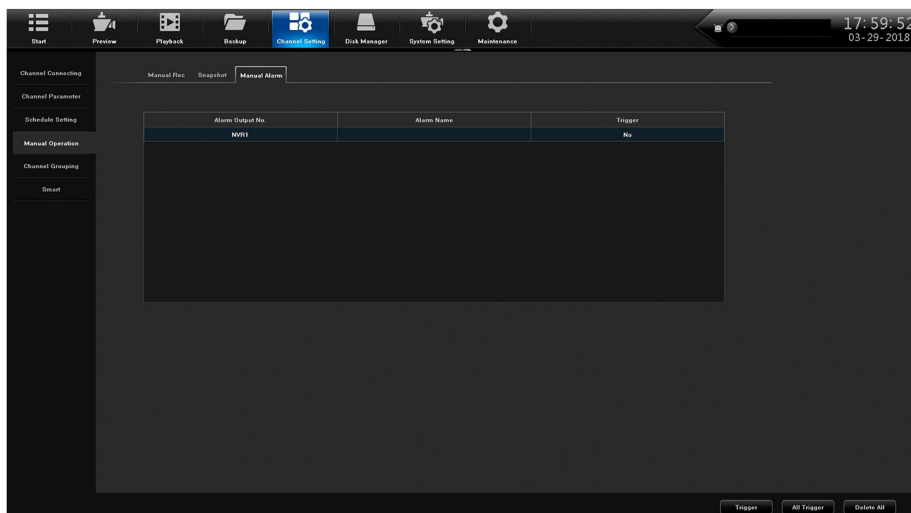 Start Preview Playback Backup Channel Setting Disk Manager System Setting Maintenance
17:59:52
03-29-2018
Channel Connecting
Channel Parameter
Schedule Setting
Manual Operation
Channel Grouping
Smart
Manual Rec Snapshot Manual Alarm
Alarm Output No. Alarm Name Trigger
NVR1 No
Trigger All Trigger Delete All